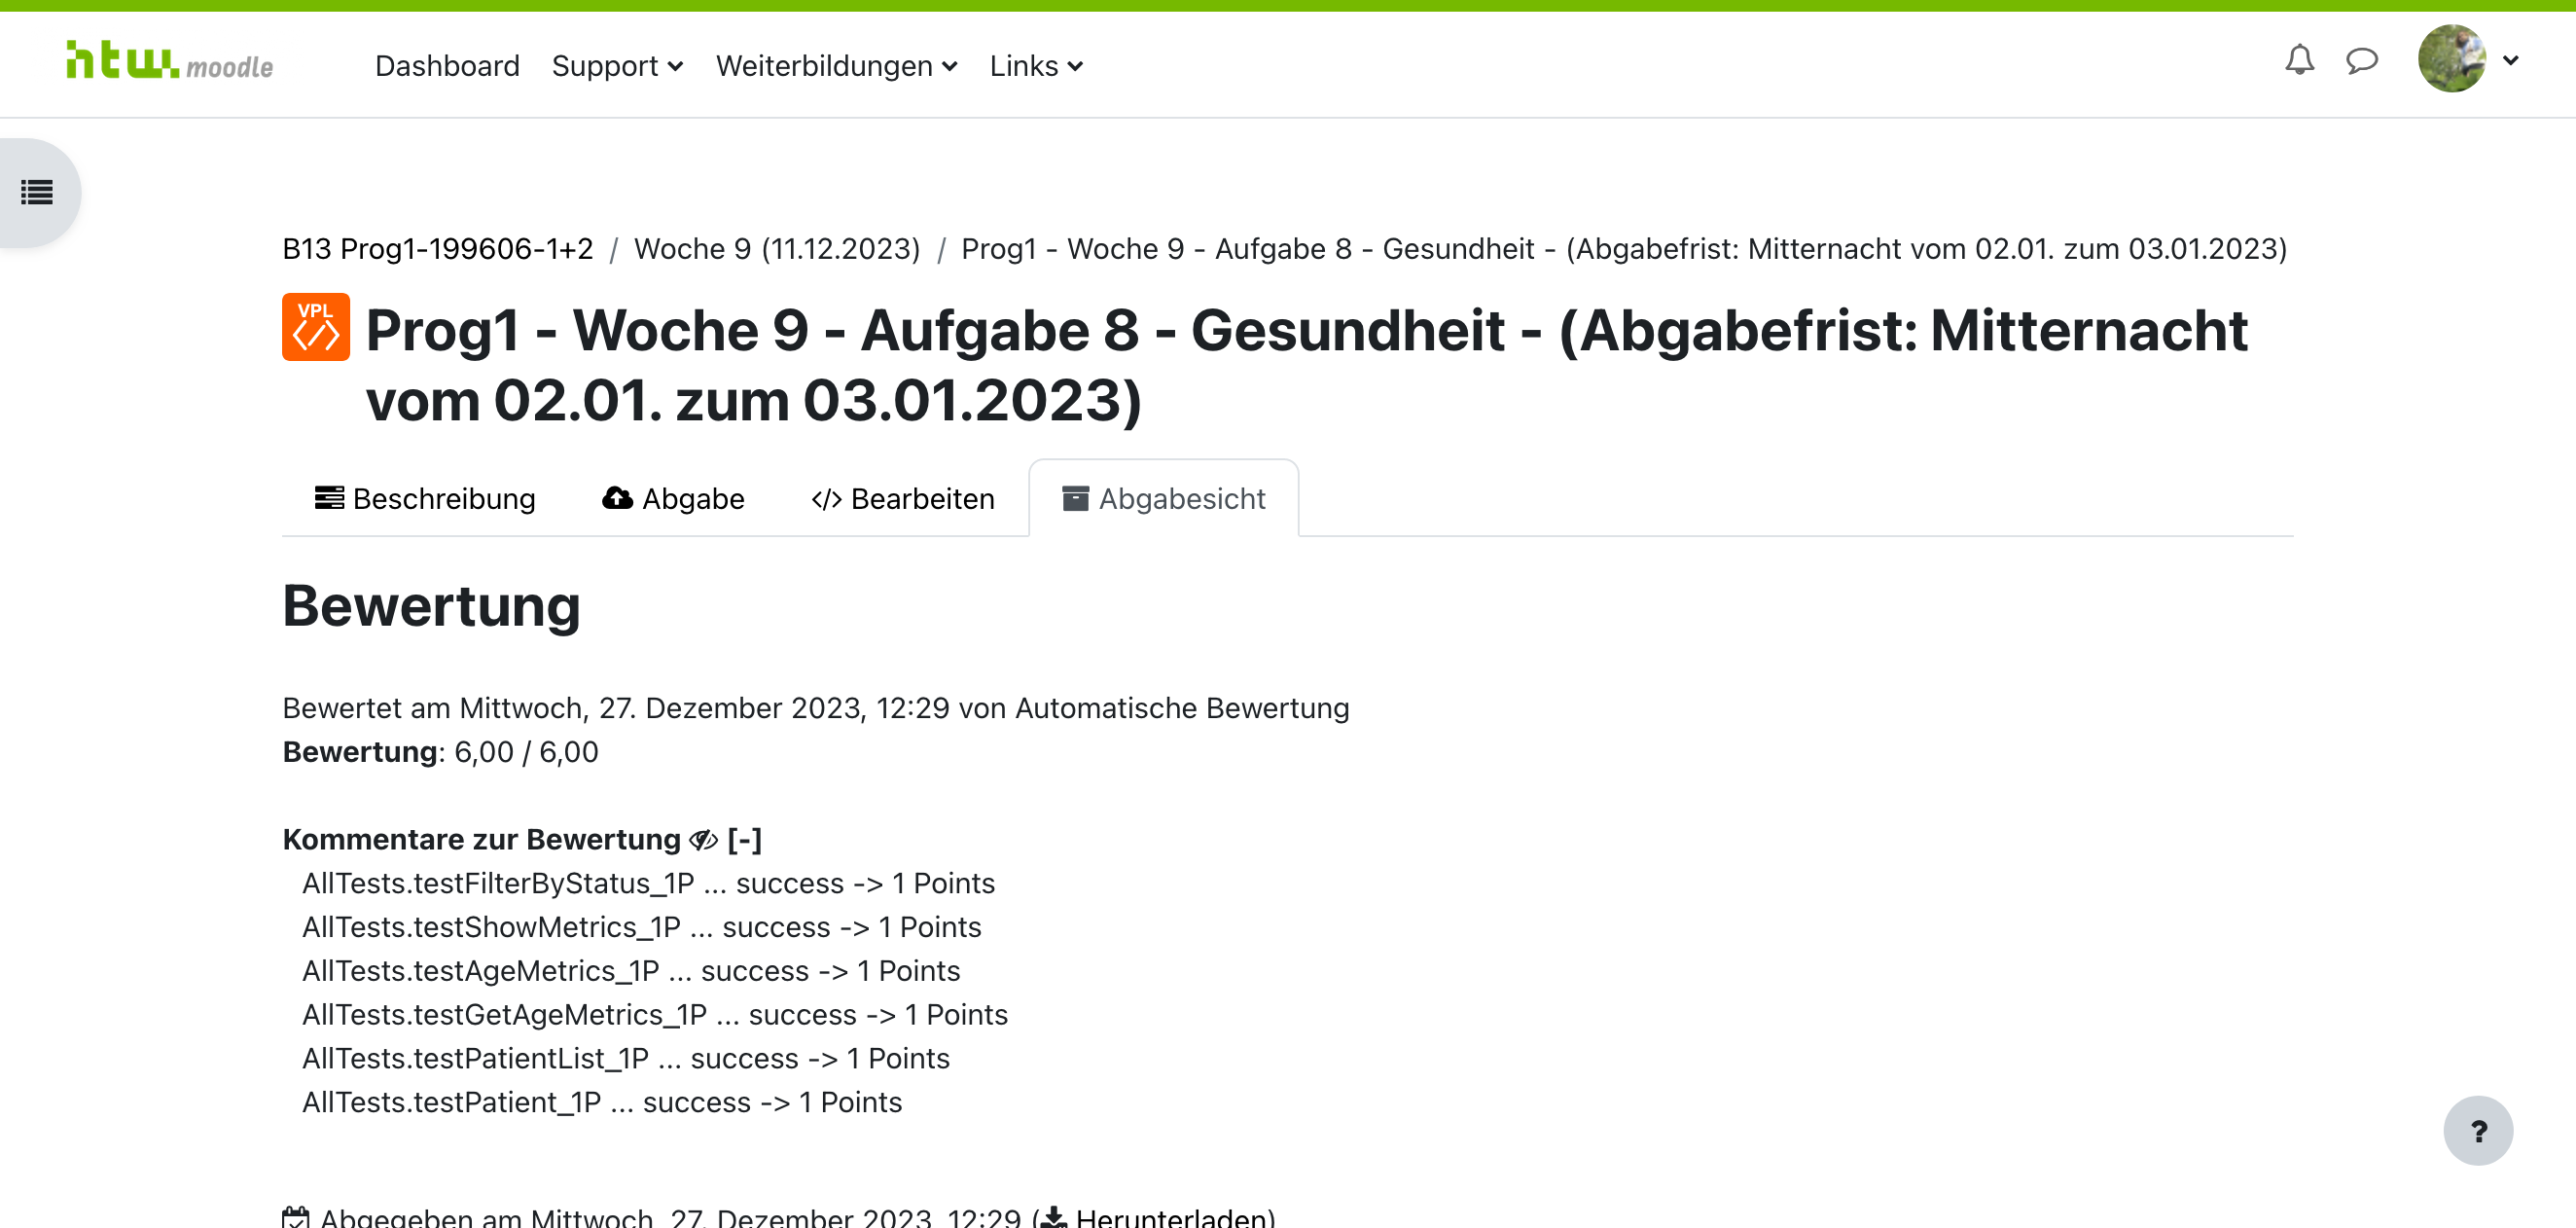 htw. moodle
Dashboard Support Weiterbildungen Links
B13 Prog1-199606-1+2 / Woche 9 (11.12.2023) / Prog1 - Woche 9 - Aufgabe 8 - Gesundheit - (Abgabefrist: Mitternacht vom 02.01. zum 03.01.2023)
VPL
Prog1 - Woche 9 - Aufgabe 8 - Gesundheit - (Abgabefrist: Mitternacht
vom 02.01. zum 03.01.2023)
Beschreibung Abgabe </> Bearbeiten Abgabesicht
Bewertung
Bewertet am Mittwoch, 27. Dezember 2023, 12:29 von Automatische Bewertung
Bewertung: 6,00 / 6,00
Kommentare zur Bewertung [-]
AllTests.testFilterByStatus_1P ... success -> 1 Points
AllTests.testShowMetrics_1P ... success -> 1 Points
AllTests.testAgeMetrics_1P ... success -> 1 Points
AllTests.testGetAgeMetrics_1P ... success -> 1 Points
AllTests.testPatientList_1P ... success -> 1 Points
AllTests.testPatient_1P ... success -> 1 Points
?
Abgegeben am Mittwoch, 27. Dezember 2023, 12:29 (Herunterladen)